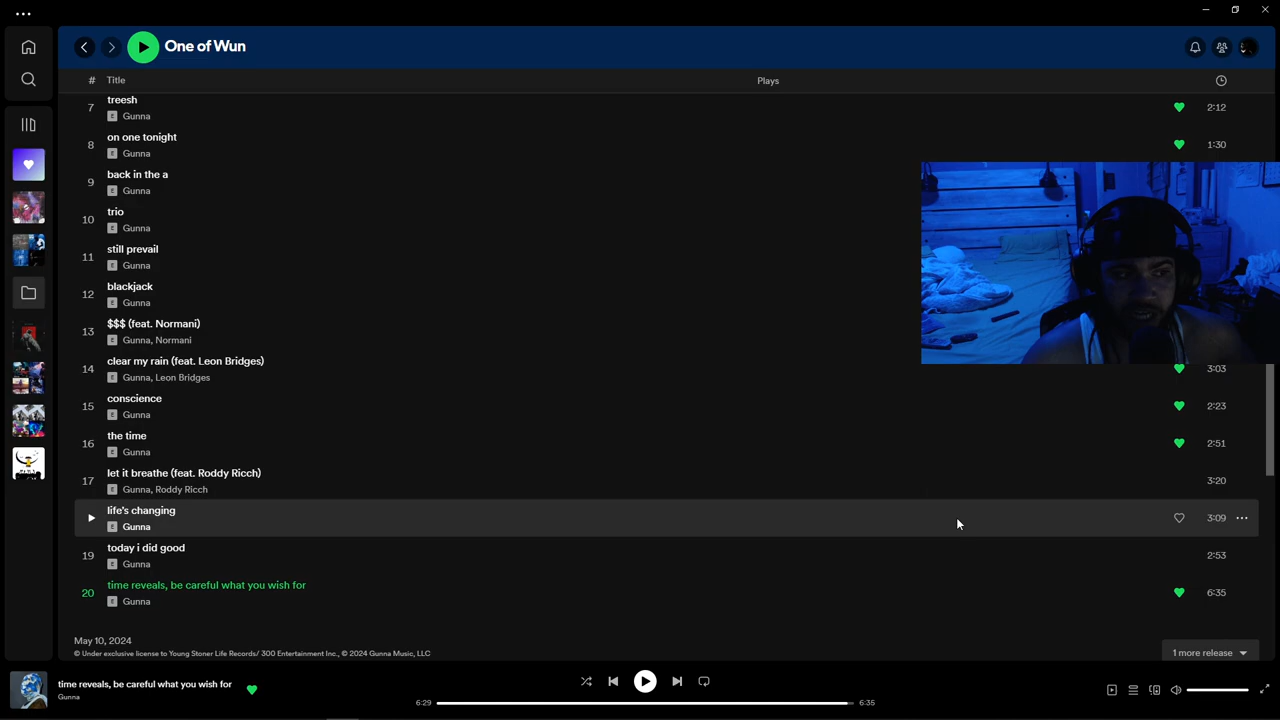 One of Wun
# Title Plays
7 treesh 2:12
E Gunna
8 on one tonight 1:30
E Gunna
9 back in the a
E Gunna
10 trio
E Gunna
11 still prevail
E Gunna
12 blackjack
E Gunna
13 $$$ (feat. Normani)
E Gunna, Normani
14 clear my rain (feat. Leon Bridges) 3:03
E Gunna, Leon Bridges
15 conscience 2:23
E Gunna
16 the time 2:51
E Gunna
17 let it breathe (feat. Roddy Ricch) 3:20
E Gunna, Roddy Ricch
life's changing 3:09
E Gunna
19 today i did good 2:53
E Gunna
20 time reveals, be careful what you wish for 6:35
E Gunna
May 10, 2024
© Under exclusive license to Young Stoner Life Records/ 300 Entertainment Inc., © 2024 Gunna Music, LLC
1 more release
time reveals, be careful what you wish for
Gunna
6:29 6:35